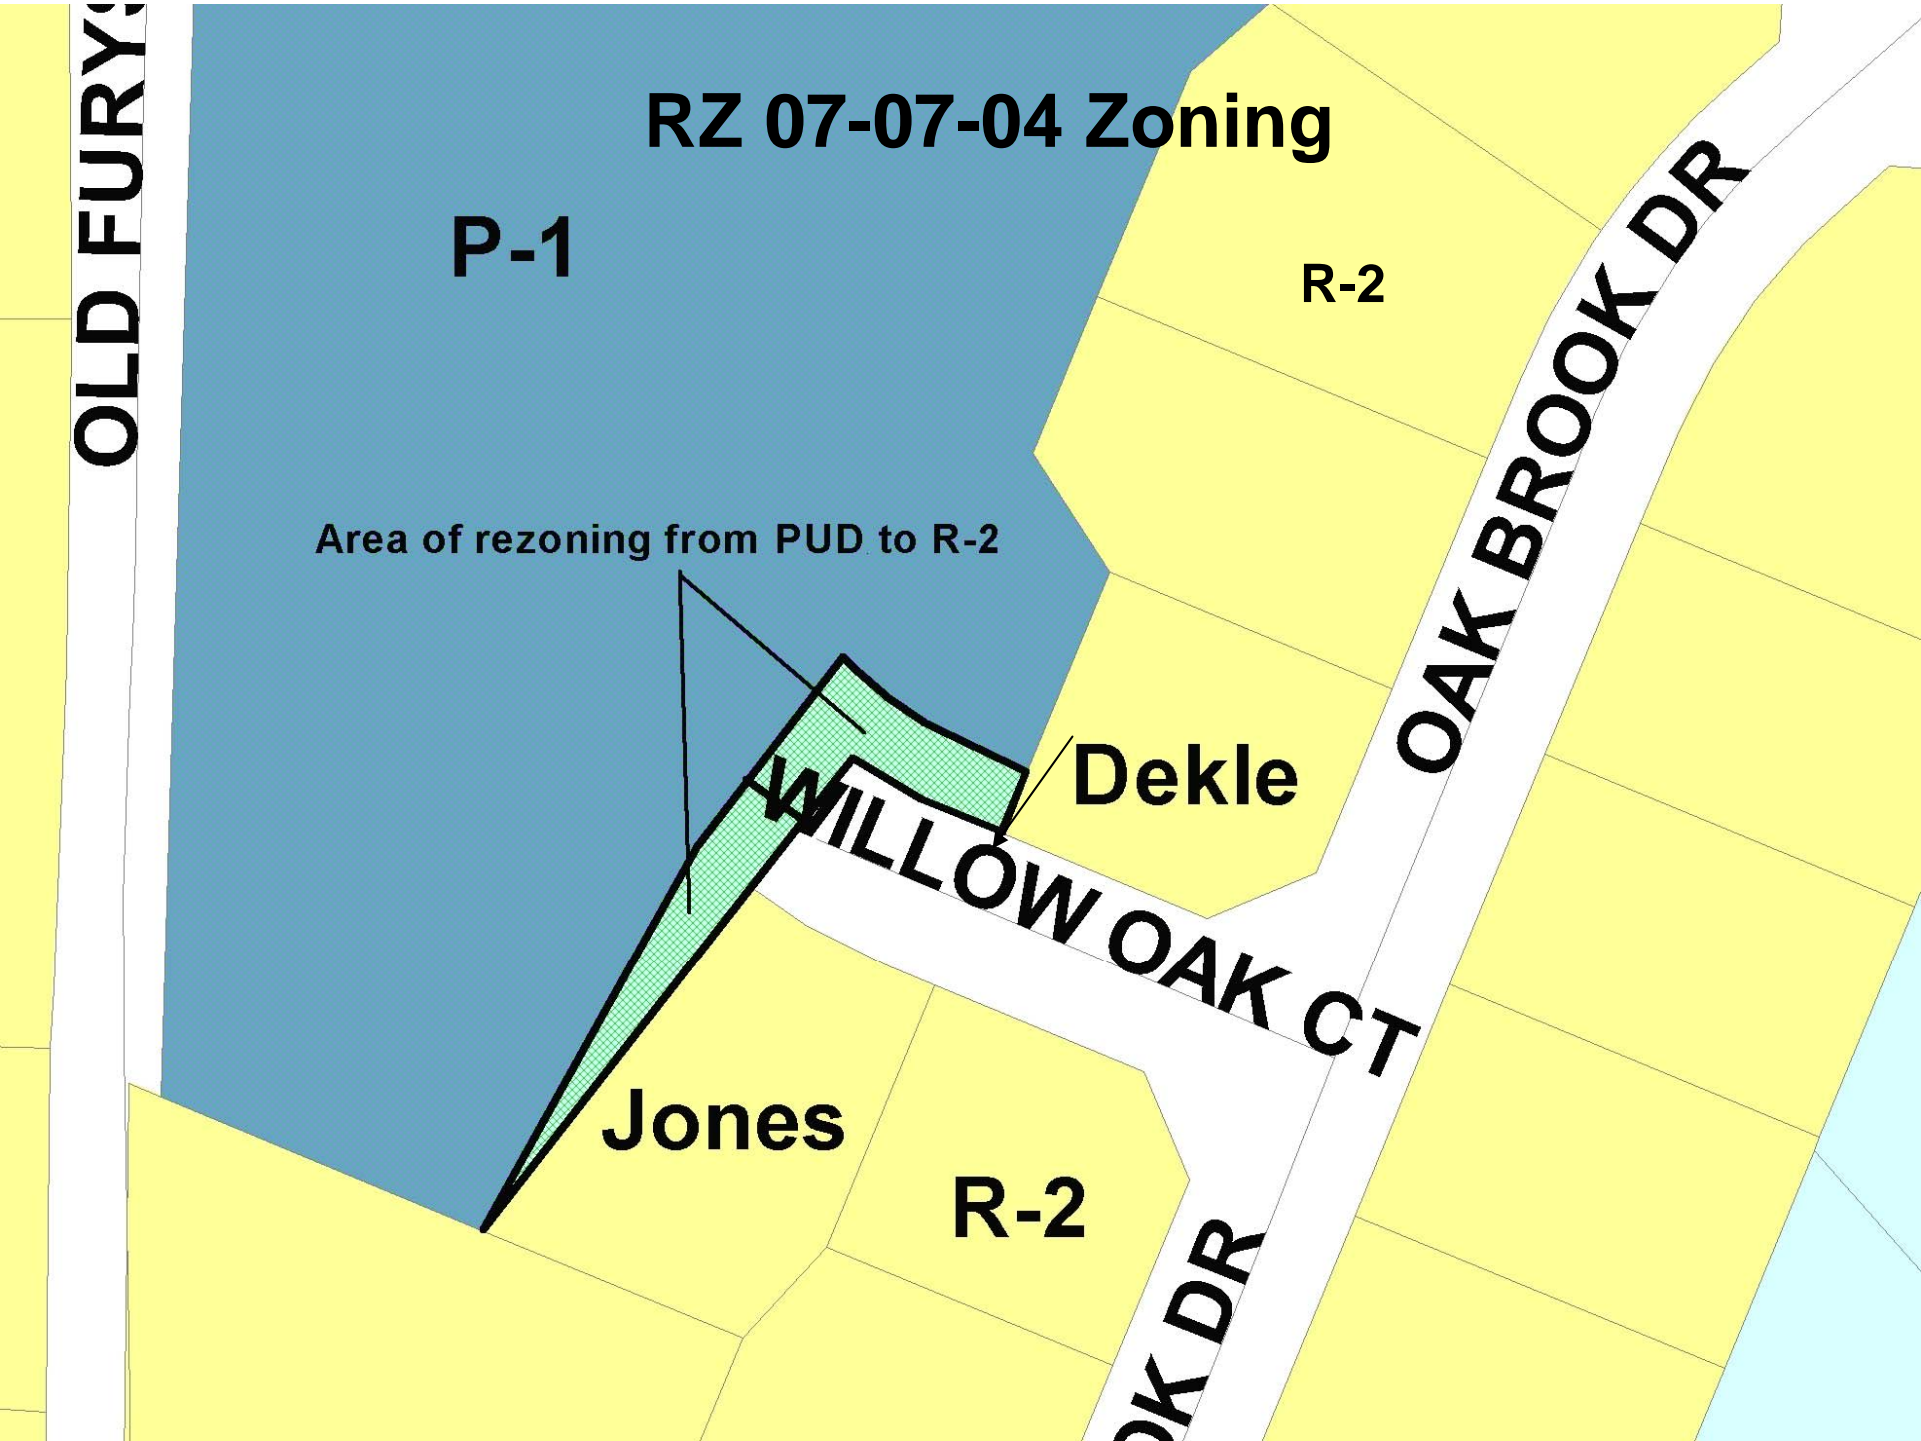 RZ 07-07-04 Zoning
OLD FURYS
P-1
R-2
OAK BROOK DR
Area of rezoning from PUD to R-2
Dekle
WILLOW OAK CT
Jones
R-2
OK DR